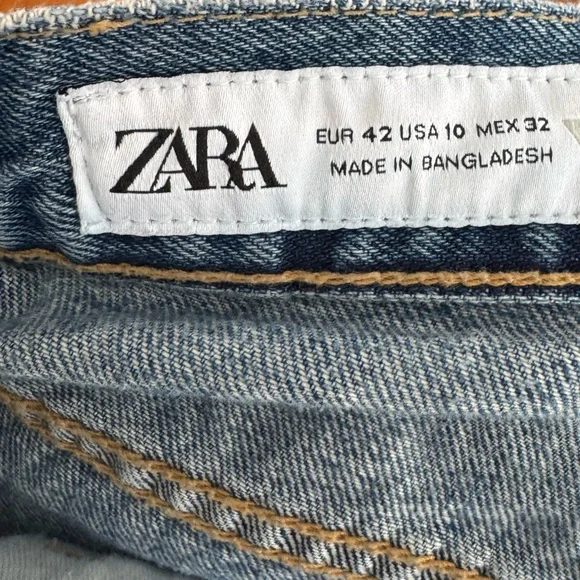 ZARA
EUR 42 USA 10 MEX 32
MADE IN BANGLADESH